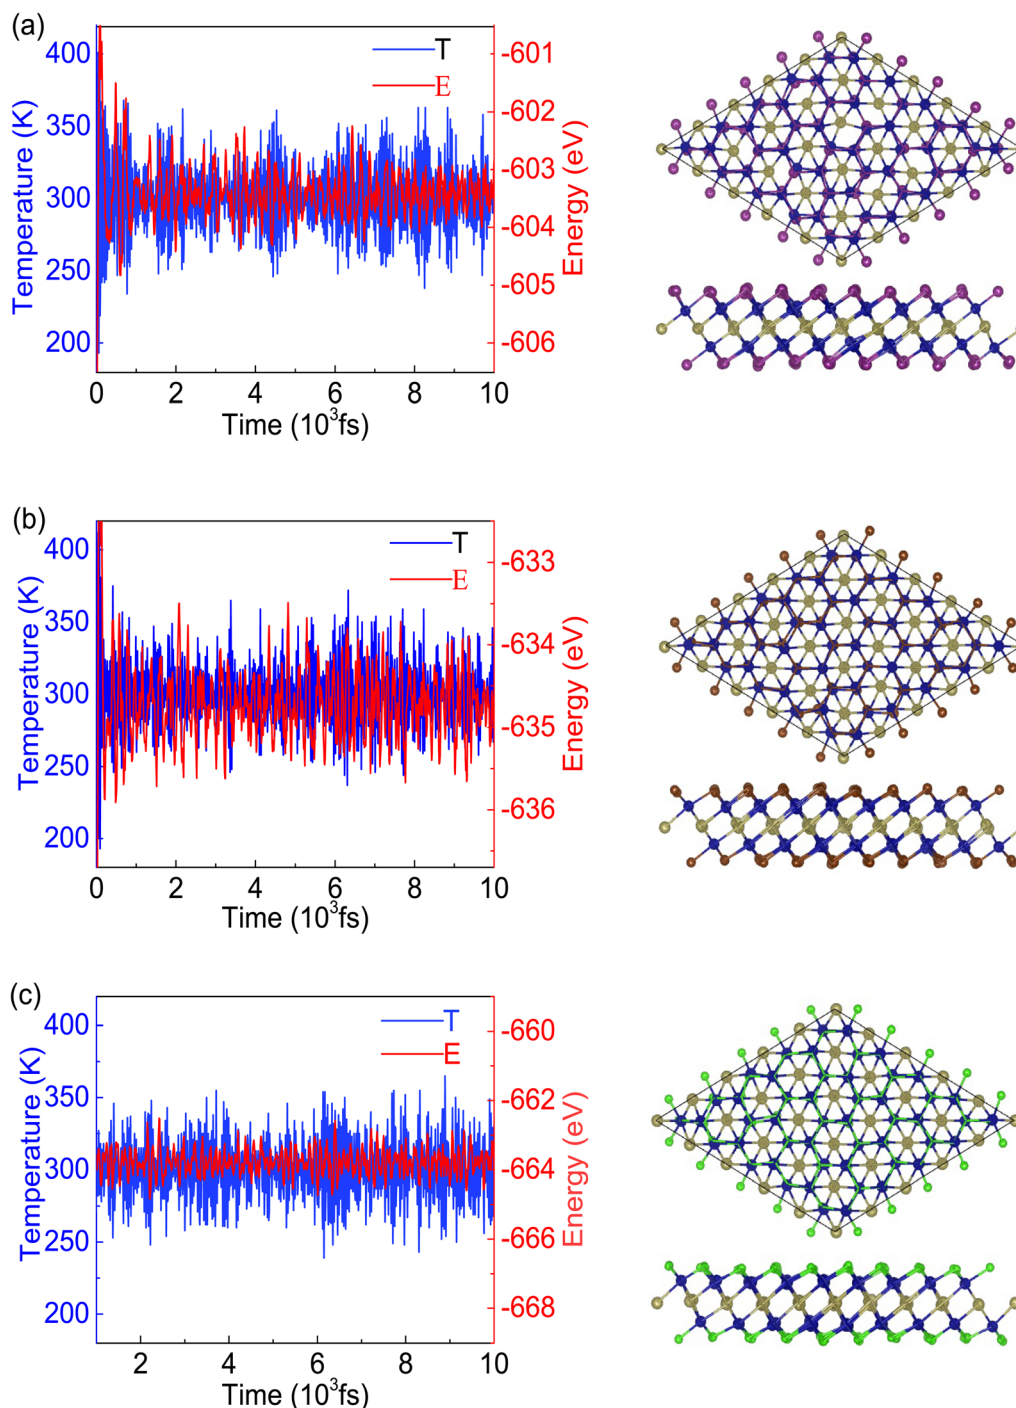 (a)
T
E
Temperature (K)
400
350
300
250
200
-601
-602
-603
-604
-605
-606
Energy (eV)
0 2 4 6 8 10
Time (10³fs)
(b)
T
E
Temperature (K)
400
350
300
250
200
-633
-634
-635
-636
Energy (eV)
0 2 4 6 8 10
Time (10³fs)
(c)
T
E
Temperature (K)
400
350
300
250
200
-660
-662
-664
-666
-668
Energy (eV)
2 4 6 8 10
Time (10³fs)